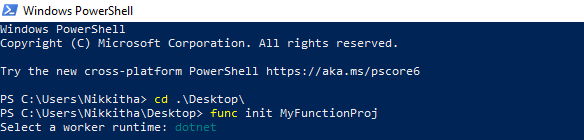 Windows PowerShell
Windows PowerShell
Copyright (C) Microsoft Corporation. All rights reserved.
Try the new cross-platform PowerShell https://aka.ms/pscore6
PS C:\Users\Nikkitha> cd .\Desktop\
PS C:\Users\Nikkitha\Desktop> func init MyFunctionProj
Select a worker runtime: dotnet